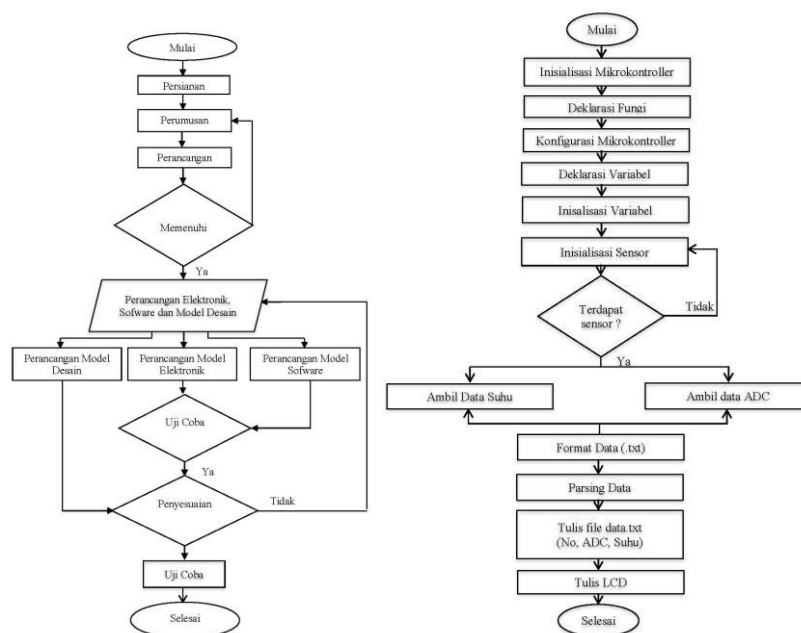 Mulai
Persiapan
Perumusan
Perancangan
Memenuhi
Ya
Perancangan Elektronik,
Sofware dan Model Desain
Perancangan Model
Desain
Perancangan Model
Elektronik
Perancangan Model
Sofware
Uji Coba
Ya
Penyesuaian
Tidak
Uji Coba
Selesai
Mulai
Inisialisasi Mikrokontroller
Deklarasi Fungi
Konfigurasi Mikrokontroller
Deklarasi Variabel
Inisalisasi Variabel
Inisialisasi Sensor
Terdapat
sensor ?
Tidak
Ya
Ambil Data Suhu
Ambil data ADC
Format Data (.txt)
Parsing Data
Tulis file data.txt
(No, ADC, Suhu)
Tulis LCD
Selesai